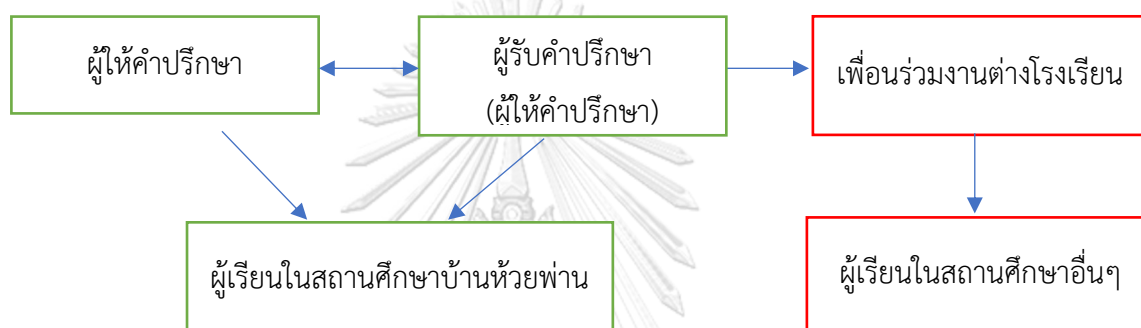 ผู้ให้คำปรึกษา
ผู้รับคำปรึกษา
(ผู้ให้คำปรึกษา)
เพื่อนร่วมงานต่างโรงเรียน
ผู้เรียนในสถานศึกษาบ้านห้วยพ่าน
ผู้เรียนในสถานศึกษาอื่นๆ